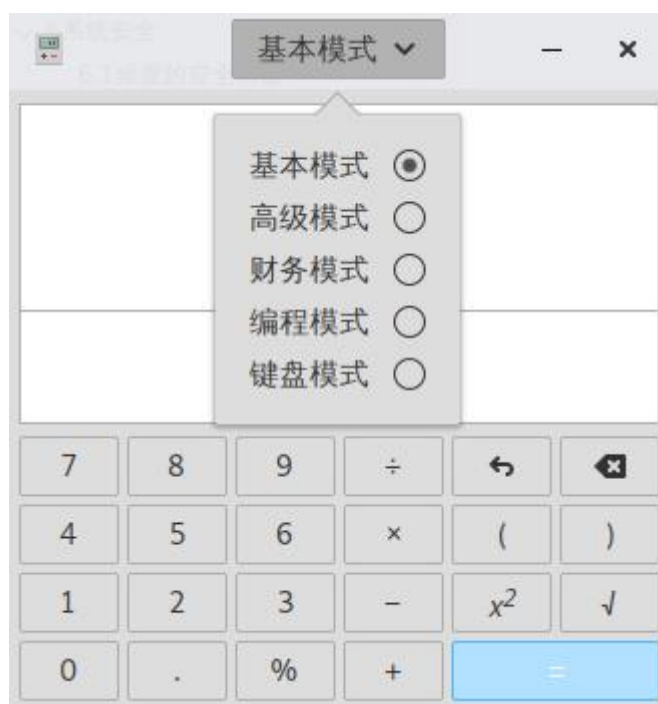 基本模式
基本模式
高级模式
财务模式
编程模式
键盘模式
7 8 9 ÷
4 5 6 × ( )
1 2 3 − x² √
0 . % + =